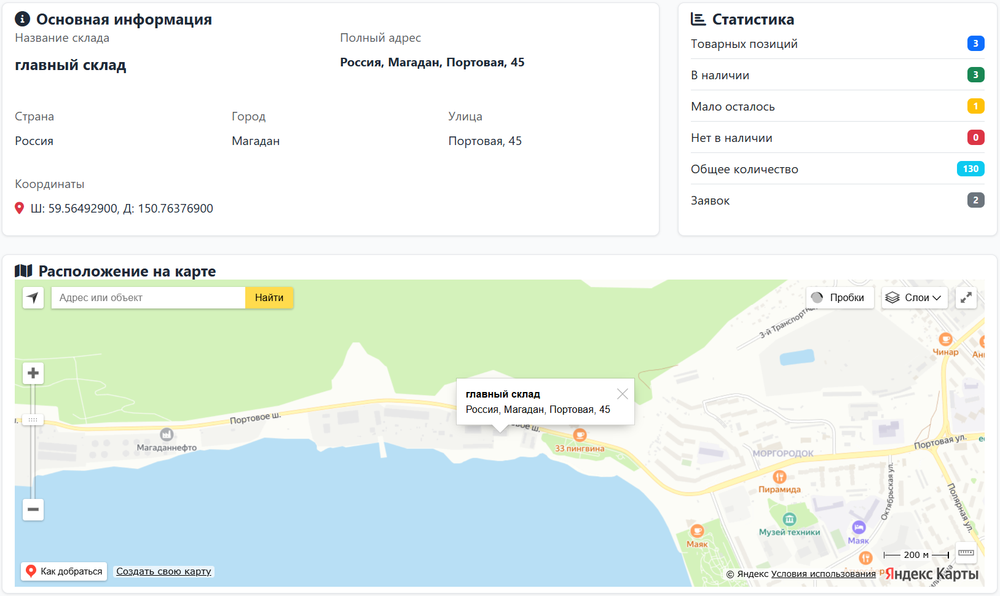 Основная информация
Название склада
главный склад
Полный адрес
Россия, Магадан, Портовая, 45
Страна
Россия
Город
Магадан
Улица
Портовая, 45
Координаты
Ш: 59.56492900, Д: 150.76376900
Статистика
Товарных позиций 3
В наличии 3
Мало осталось 1
Нет в наличии 0
Общее количество 130
Заявок 2
Расположение на карте
Адрес или объект
Найти
Пробки
Слои
3-й Транспортная
Чинар
главный склад
Россия, Магадан, Портовая, 45
Портовое ш.
Магаданнефто
33 пингвина
МОРГОРОДОК
Портовая ул.
Пирамида
Октябрьская ул.
Полярная ул.
Музей техники
Маяк
Маяк
200 м
Как добраться
Создать свою карту
© Яндекс Условия использования
Яндекс Карты